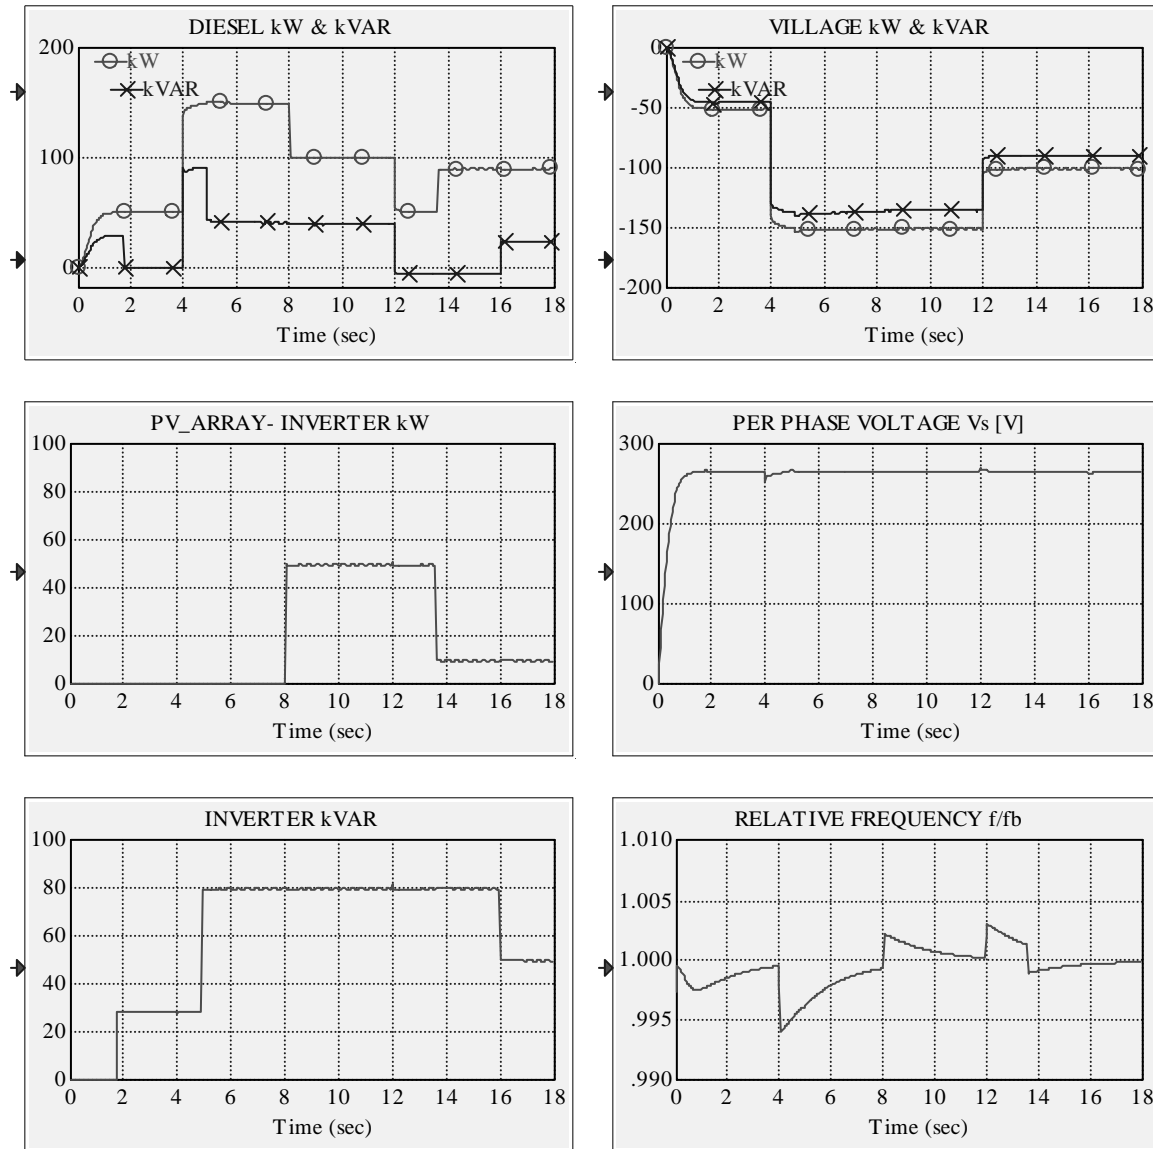 DIESEL kW & kVAR
200
100
0
kW
kVAR
0 2 4 6 8 10 12 14 16 18
Time (sec)
VILLAGE kW & kVAR
0
-50
-100
-150
-200
kW
kVAR
0 2 4 6 8 10 12 14 16 18
Time (sec)
PV_ARRAY- INVERTER kW
100
80
60
40
20
0
0 2 4 6 8 10 12 14 16 18
Time (sec)
PER PHASE VOLTAGE Vs [V]
300
200
100
0
0 2 4 6 8 10 12 14 16 18
Time (sec)
INVERTER kVAR
100
80
60
40
20
0
0 2 4 6 8 10 12 14 16 18
Time (sec)
RELATIVE FREQUENCY f/fb
1.010
1.005
1.000
.995
.990
0 2 4 6 8 10 12 14 16 18
Time (sec)